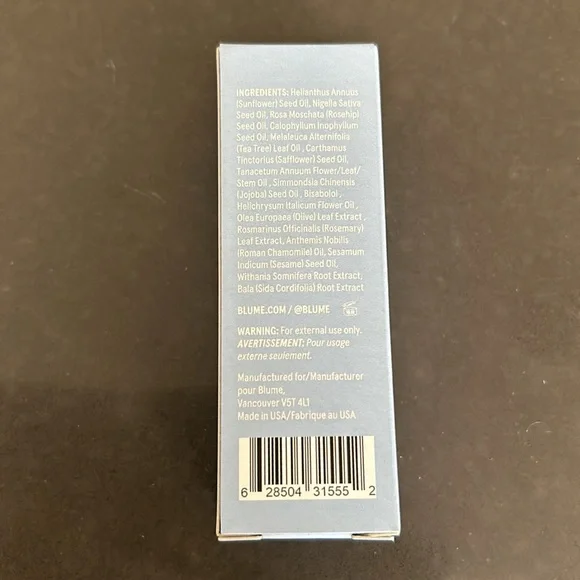 INGREDIENTS: Helianthus Annuus
(Sunflower) Seed Oil, Nigella Sativa
Seed Oil, Rosa Moschata (Rosehip)
Seed Oil, Calophyllum Inophyllum
Seed Oil, Melaleuca Alternifolia
(Tea Tree) Leaf Oil , Carthamus
Tinctorius (Safflower) Seed Oil,
Tanacetum Annuum Flower/Leaf/
Stem Oil , Simmondsia Chinensis
(Jojoba) Seed Oil , Bisabolol ,
Helichrysum Italicum Flower Oil ,
Olea Europaea (Olive) Leaf Extract ,
Rosmarinus Officinalis (Rosemary)
Leaf Extract, Anthemis Nobilis
(Roman Chamomile) Oil, Sesamum
Indicum (Sesame) Seed Oil,
Withania Somnifera Root Extract,
Bala (Sida Cordifolia) Root Extract
BLUME.COM / @BLUME
WARNING: For external use only.
AVERTISSEMENT: Pour usage
externe seulement.
Manufactured for/Manufacturer
pour Blume,
Vancouver V5T 4L1
Made in USA/Fabrique au USA
6 28504 31555 2